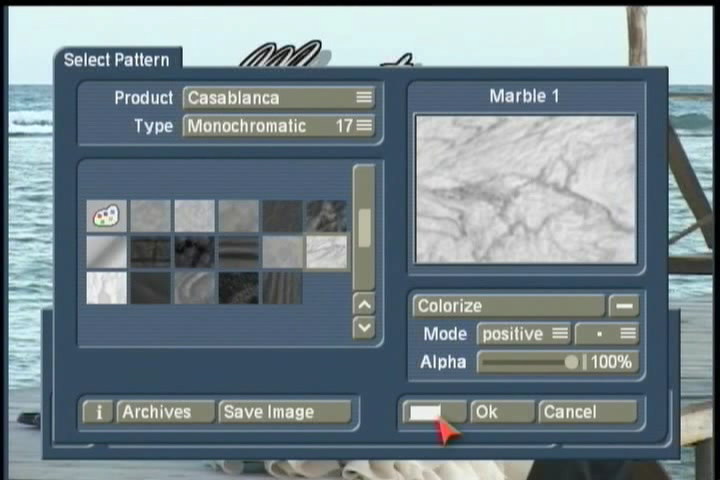 Select Pattern
Product Casablanca
Type Monochromatic 17
Marble 1
Colorize
Mode positive
Alpha 100%
i Archives Save Image
Ok Cancel